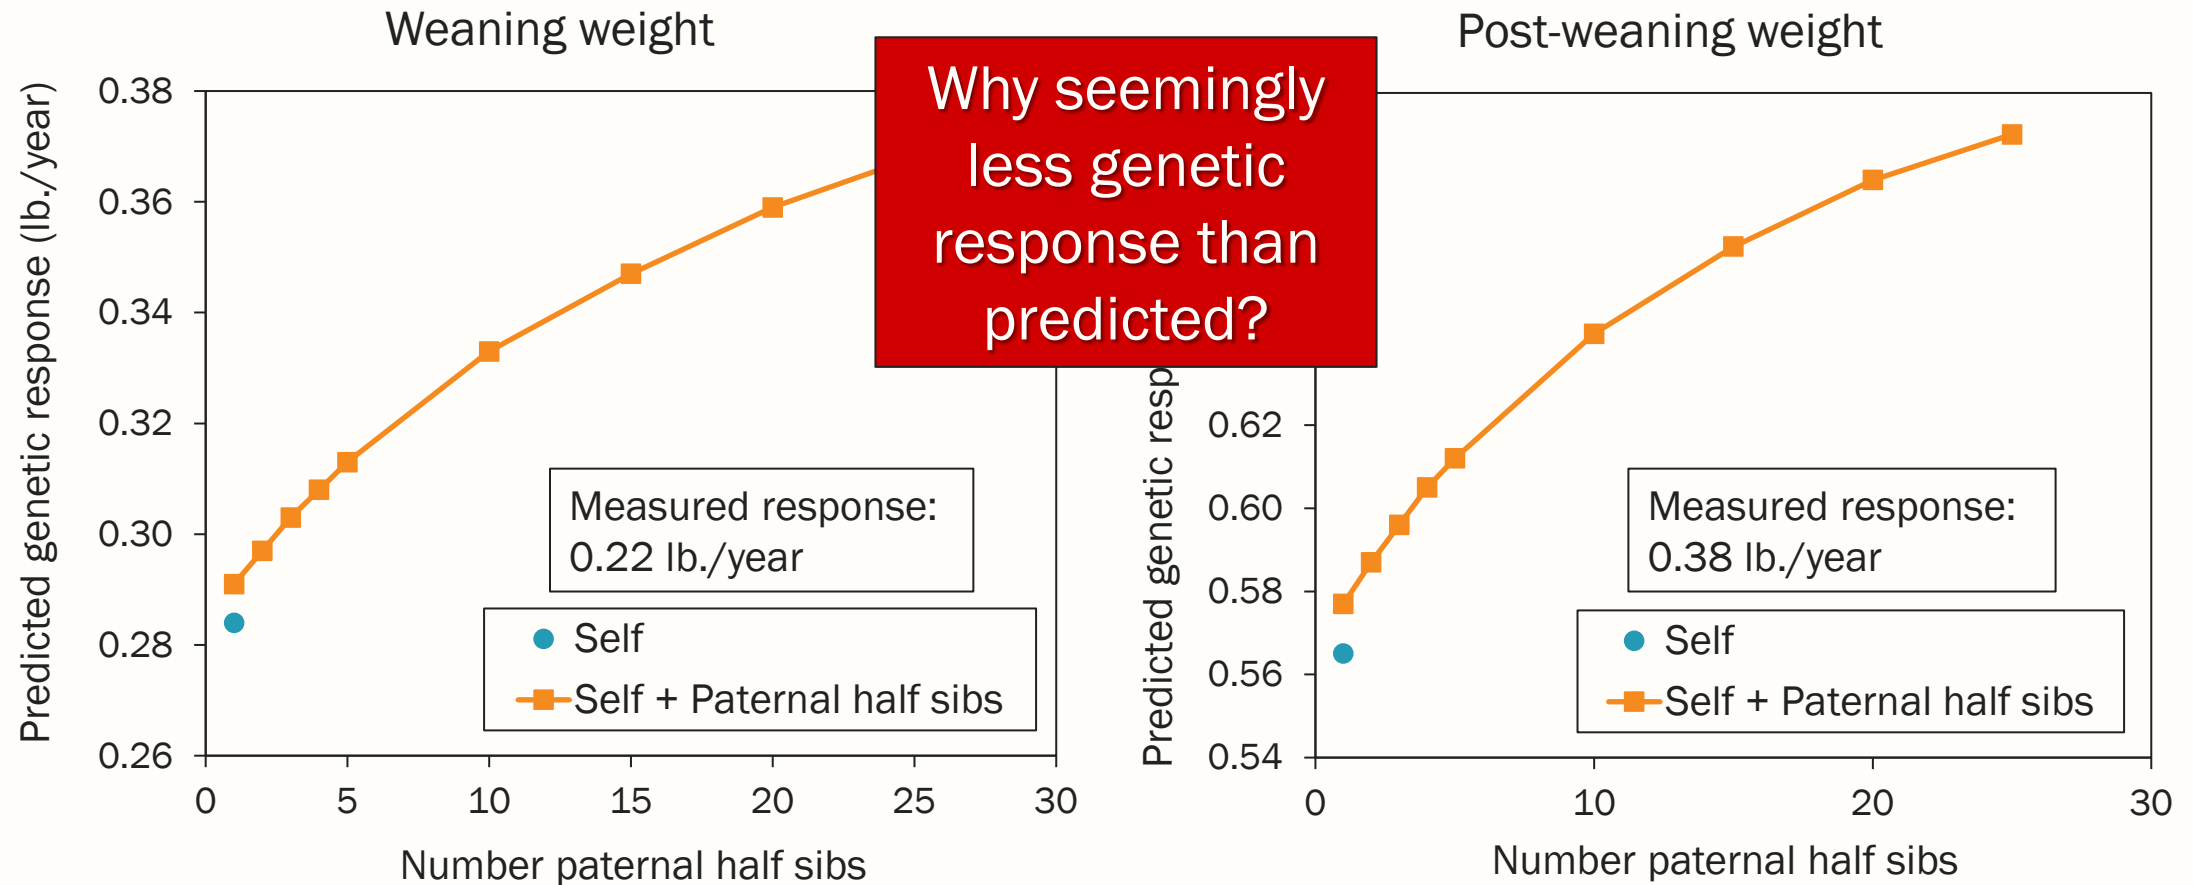 Weaning weight
Predicted genetic response (lb./year)
0.38
0.36
0.34
0.32
0.30
0.28
0.26
0
5
10
15
20
25
30
Number paternal half sibs
Measured response:
0.22 lb./year
Self
Self + Paternal half sibs
Why seemingly
less genetic
response than
predicted?
Post-weaning weight
Predicted genetic
0.62
0.60
0.58
0.56
0.54
0
10
20
30
Number paternal half sibs
Measured response:
0.38 lb./year
Self
Self + Paternal half sibs